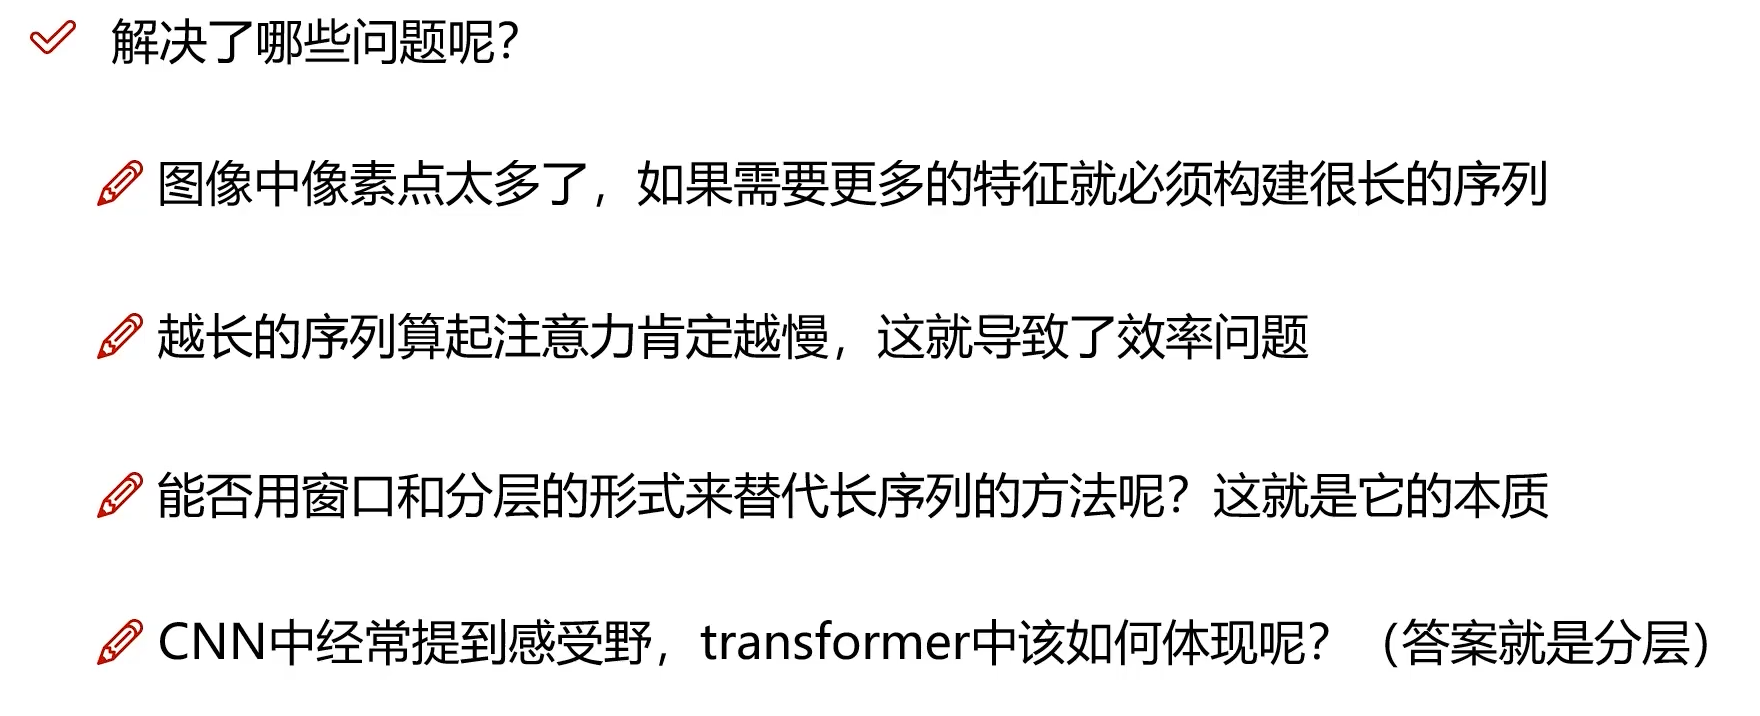 解决了哪些问题呢？
图像中像素点太多了，如果需要更多的特征就必须构建很长的序列
越长的序列算起注意力肯定越慢，这就导致了效率问题
能否用窗口和分层的形式来替代长序列的方法呢？这就是它的本质
CNN中经常提到感受野，transformer中该如何体现呢？（答案就是分层）